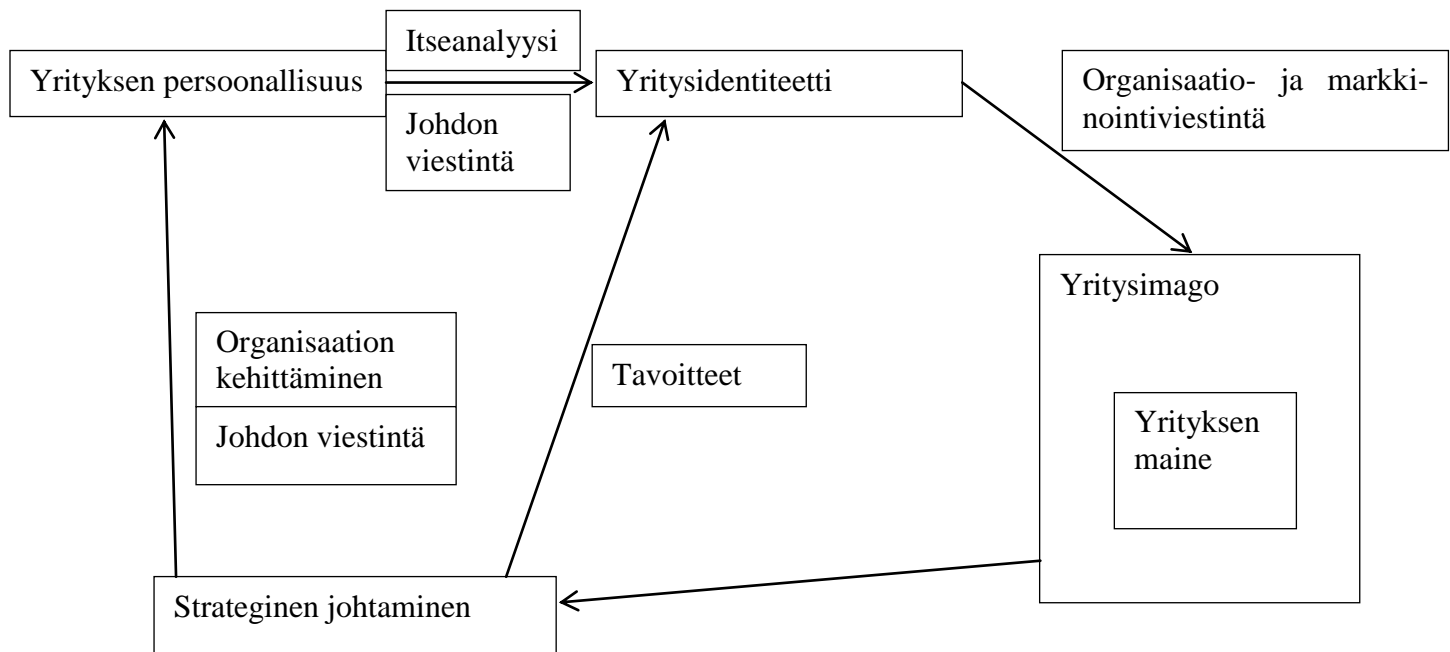 Itseanalyysi
Yrityksen persoonallisuus
Yritysidentiteetti
Organisaatio- ja markki-
nointiviestintä
Johdon
viestintä
Yritysimago
Organisaation
kehittäminen
Johdon viestintä
Tavoitteet
Yrityksen
maine
Strateginen johtaminen